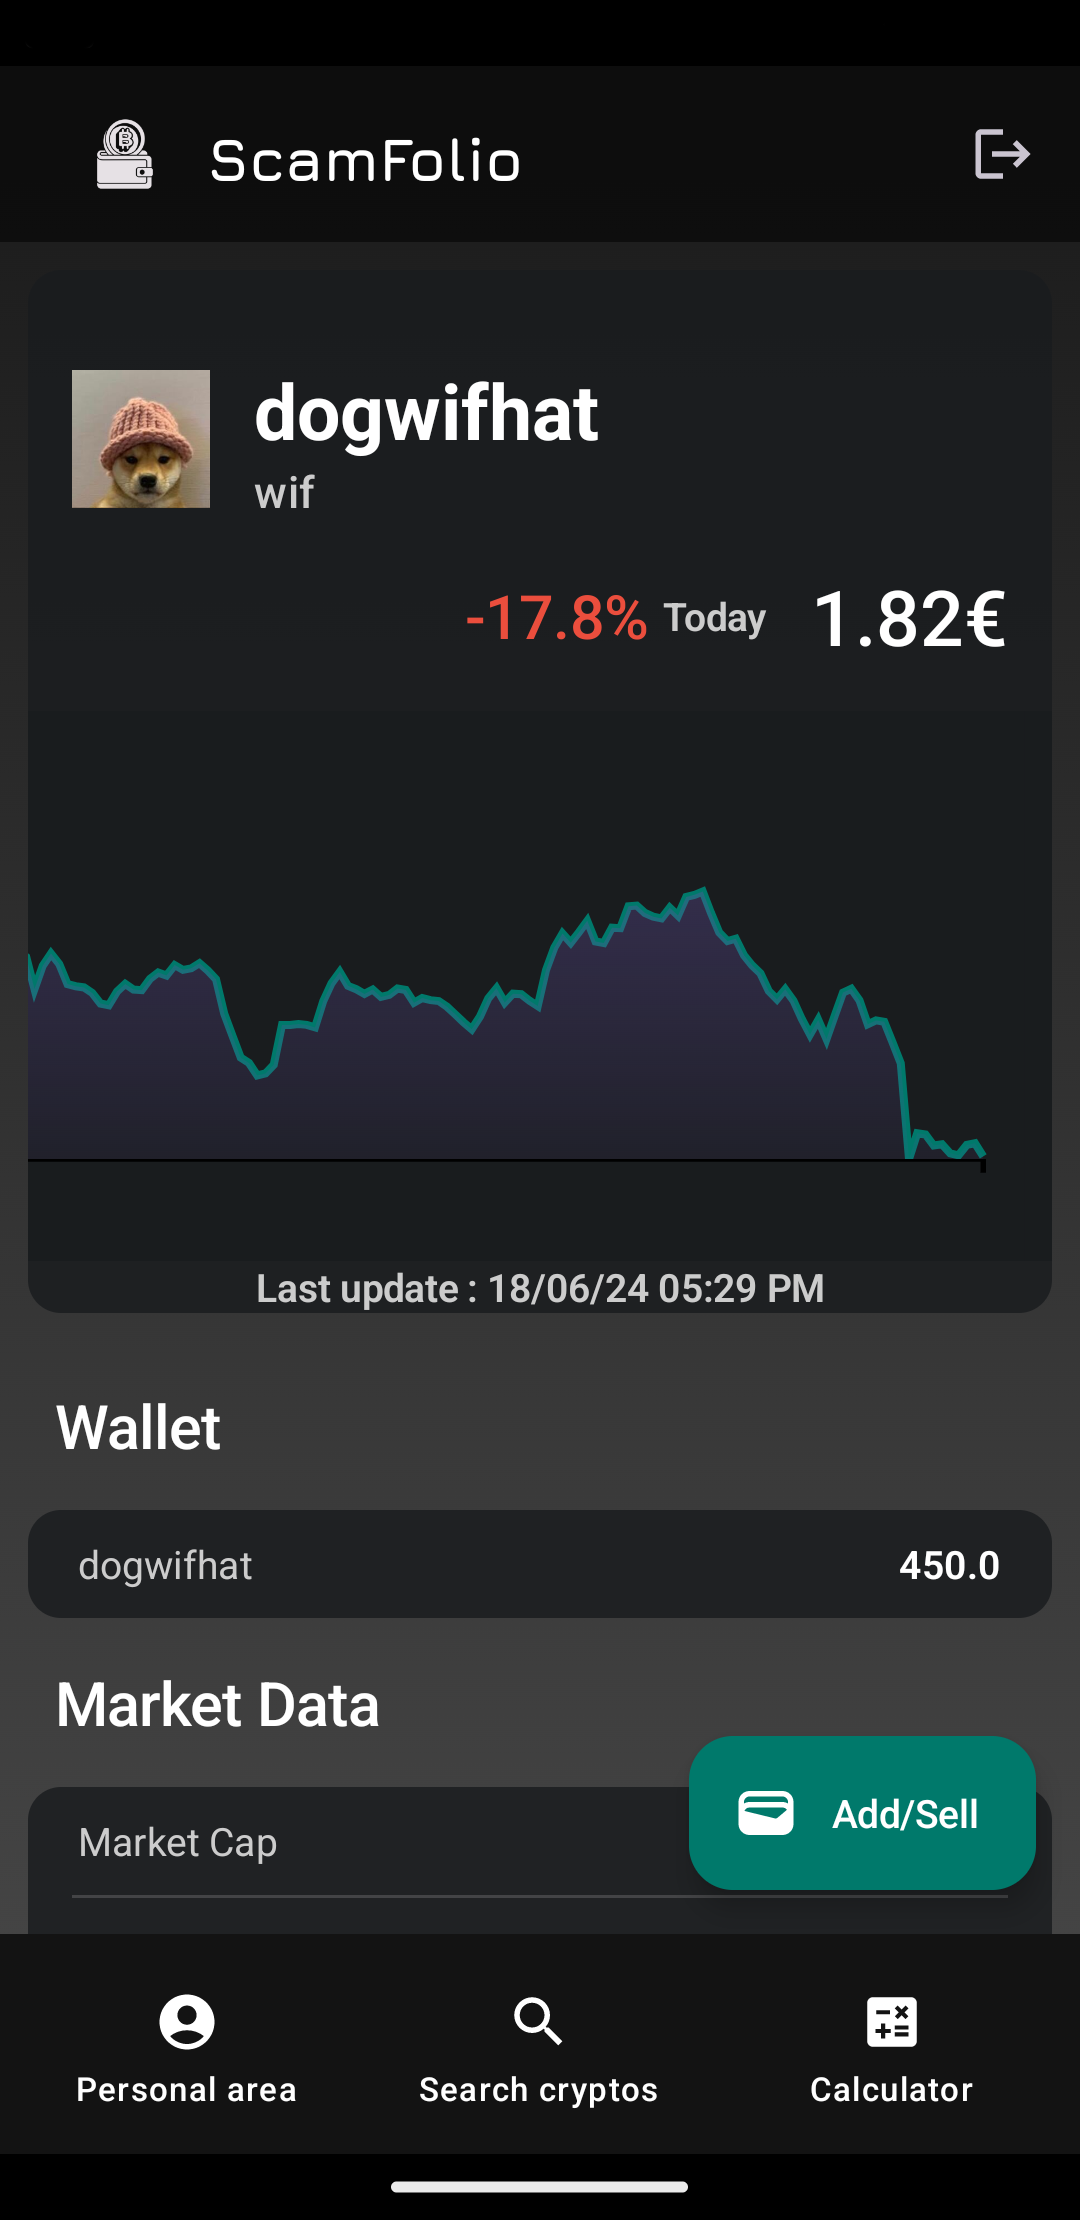 ScamFolio
dogwifhat
wif
-17.8% Today 1.82€
Last update : 18/06/24 05:29 PM
Wallet
dogwifhat 450.0
Market Data
Market Cap
Add/Sell
Personal area Search cryptos Calculator